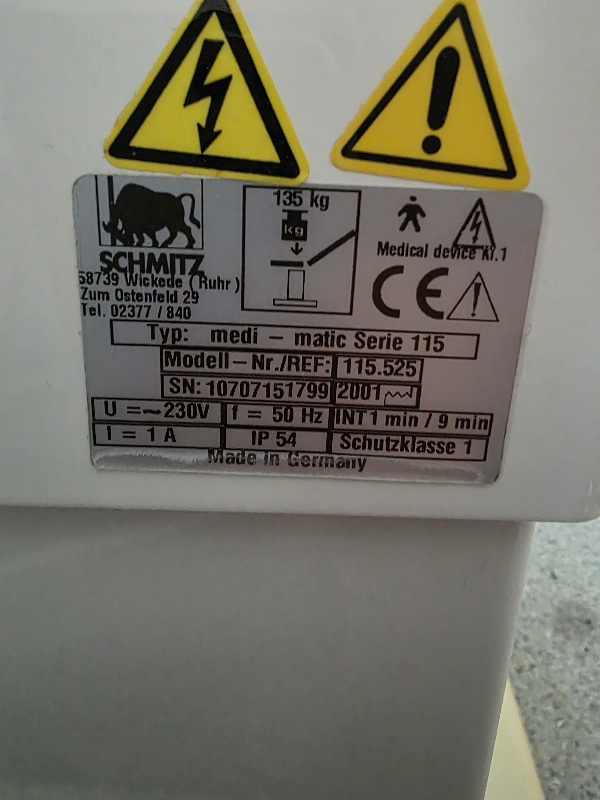 135 kg
kg
SCHMITZ
58739 Wickede (Ruhr)
Zum Ostenfeld 29
Tel. 02377 / 840
Medical device Kl.1
CE
Typ: medi - matic Serie 115
Modell - Nr./REF: 115.525
SN: 10707151799 2001
U = ~ 230V f = 50 Hz INT 1 min / 9 min
I = 1 A IP 54 Schutzklasse 1
Made in Germany